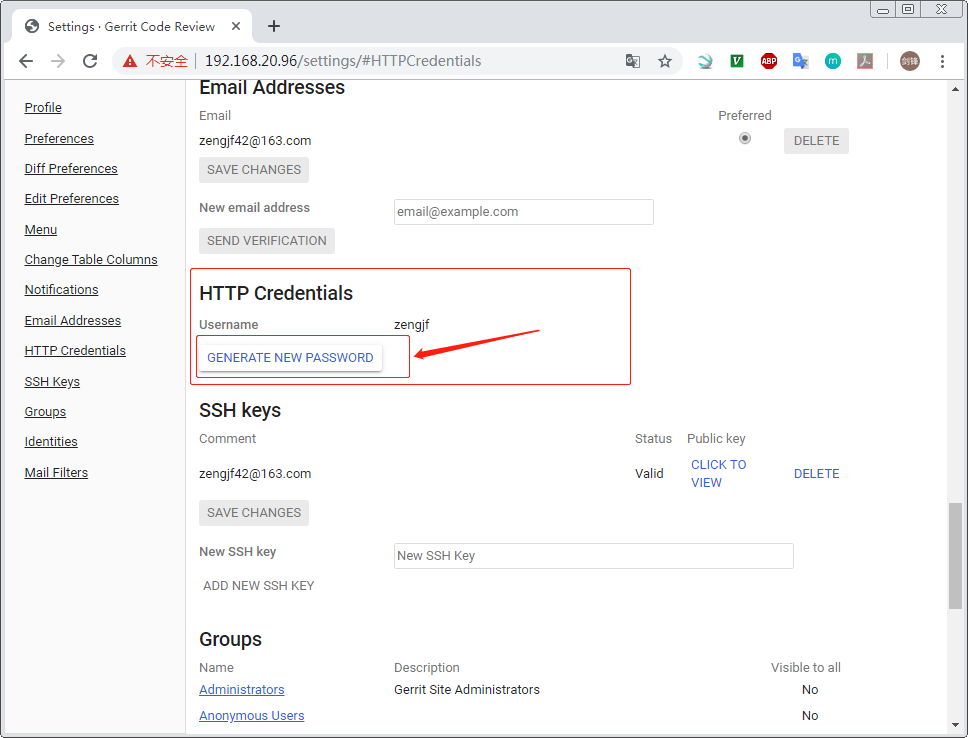 Settings · Gerrit Code Review
不安全
192.168.20.96/settings/#HTTPCredentials
V
ABP
m
剑锋
Profile
Preferences
Diff Preferences
Edit Preferences
Menu
Change Table Columns
Notifications
Email Addresses
HTTP Credentials
SSH Keys
Groups
Identities
Mail Filters
Email Addresses
Email Preferred
zengjf42@163.com DELETE
SAVE CHANGES
New email address email@example.com
SEND VERIFICATION
HTTP Credentials
Username zengjf
GENERATE NEW PASSWORD
SSH keys
Comment Status Public key
zengjf42@163.com Valid CLICK TO VIEW DELETE
SAVE CHANGES
New SSH key New SSH Key
ADD NEW SSH KEY
Groups
Name Description Visible to all
Administrators Gerrit Site Administrators No
Anonymous Users No